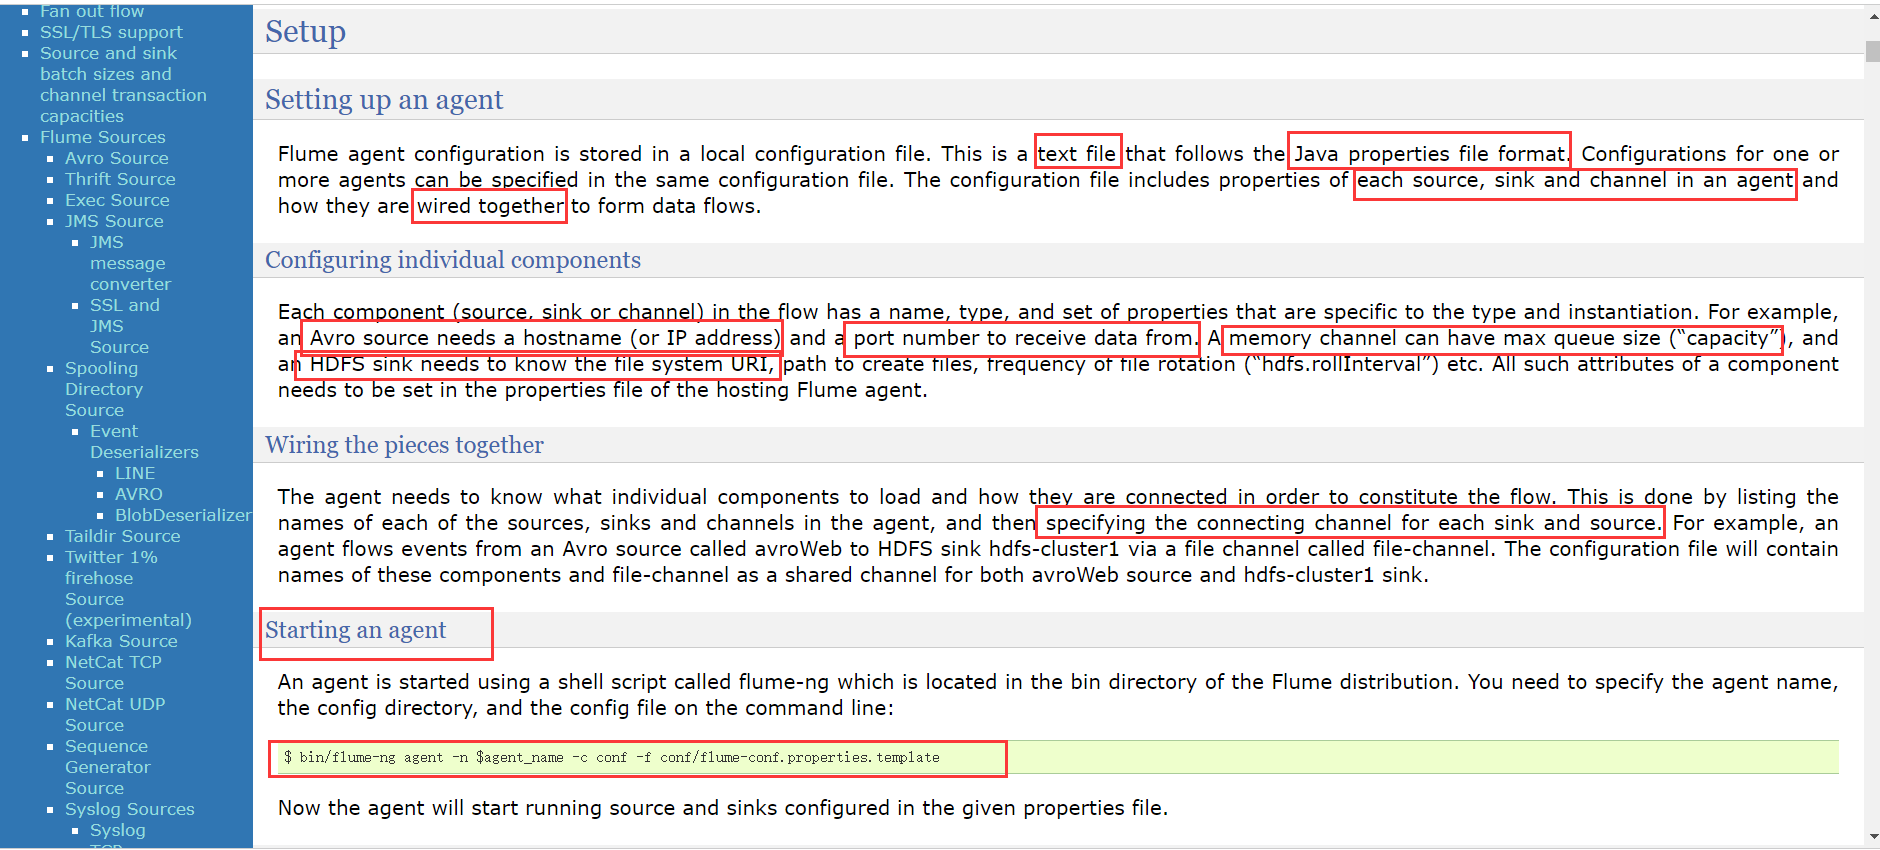 Fan out flow
SSL/TLS support
Source and sink
batch sizes and
channel transaction
capacities
Flume Sources
Avro Source
Thrift Source
Exec Source
JMS Source
JMS
message
converter
SSL and
JMS
Source
Spooling
Directory
Source
Event
Deserializers
LINE
AVRO
BlobDeserializer
Taildir Source
Twitter 1%
firehose
Source
(experimental)
Kafka Source
NetCat TCP
Source
NetCat UDP
Source
Sequence
Generator
Source
Syslog Sources
Syslog
TCP
Setup
Setting up an agent
Flume agent configuration is stored in a local configuration file. This is a text file that follows the Java properties file format. Configurations for one or
more agents can be specified in the same configuration file. The configuration file includes properties of each source, sink and channel in an agent and
how they are wired together to form data flows.
Configuring individual components
Each component (source, sink or channel) in the flow has a name, type, and set of properties that are specific to the type and instantiation. For example,
an Avro source needs a hostname (or IP address) and a port number to receive data from. A memory channel can have max queue size (“capacity”), and
an HDFS sink needs to know the file system URI, path to create files, frequency of file rotation (“hdfs.rollInterval”) etc. All such attributes of a component
needs to be set in the properties file of the hosting Flume agent.
Wiring the pieces together
The agent needs to know what individual components to load and how they are connected in order to constitute the flow. This is done by listing the
names of each of the sources, sinks and channels in the agent, and then specifying the connecting channel for each sink and source. For example, an
agent flows events from an Avro source called avroWeb to HDFS sink hdfs-cluster1 via a file channel called file-channel. The configuration file will contain
names of these components and file-channel as a shared channel for both avroWeb source and hdfs-cluster1 sink.
Starting an agent
An agent is started using a shell script called flume-ng which is located in the bin directory of the Flume distribution. You need to specify the agent name,
the config directory, and the config file on the command line:
$ bin/flume-ng agent -n $agent_name -c conf -f conf/flume-conf.properties.template
Now the agent will start running source and sinks configured in the given properties file.